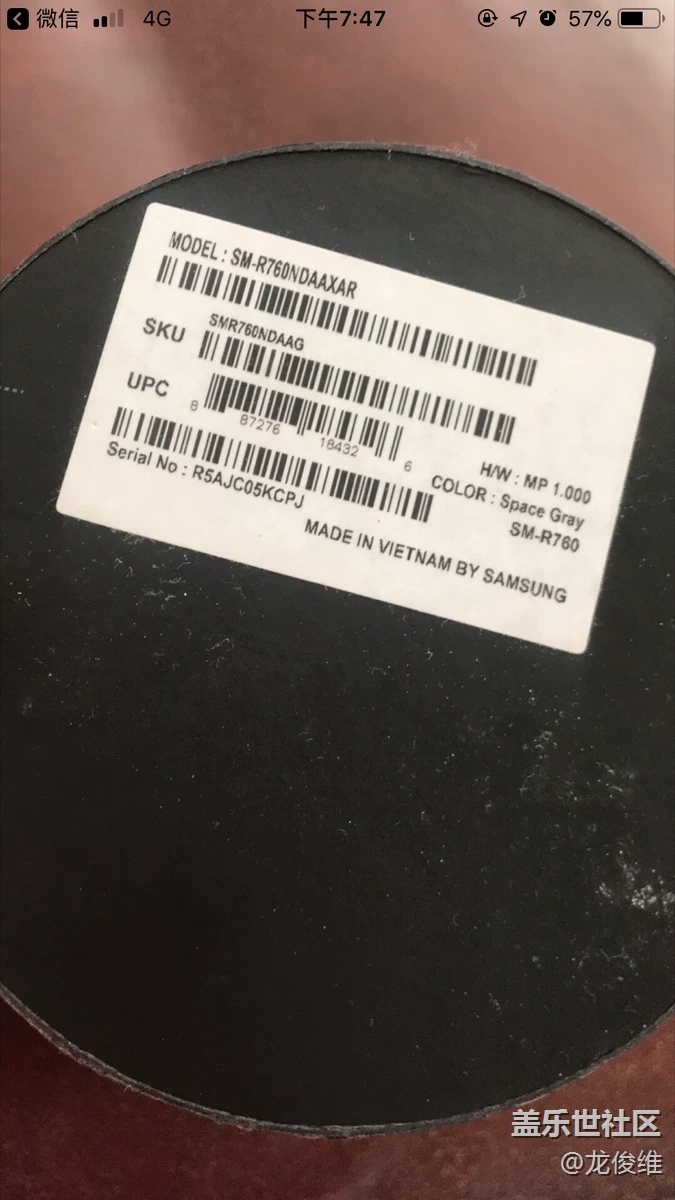 微信 4G 下午7:47 57%
MODEL : SM-R760NDAAXAR
SKU SMR760NDAAG
UPC
8 87276 18432 6
Serial No : R5AJC05KCPJ
H/W : MP 1.000
COLOR : Space Gray
SM-R760
MADE IN VIETNAM BY SAMSUNG
盖乐世社区
@龙俊维